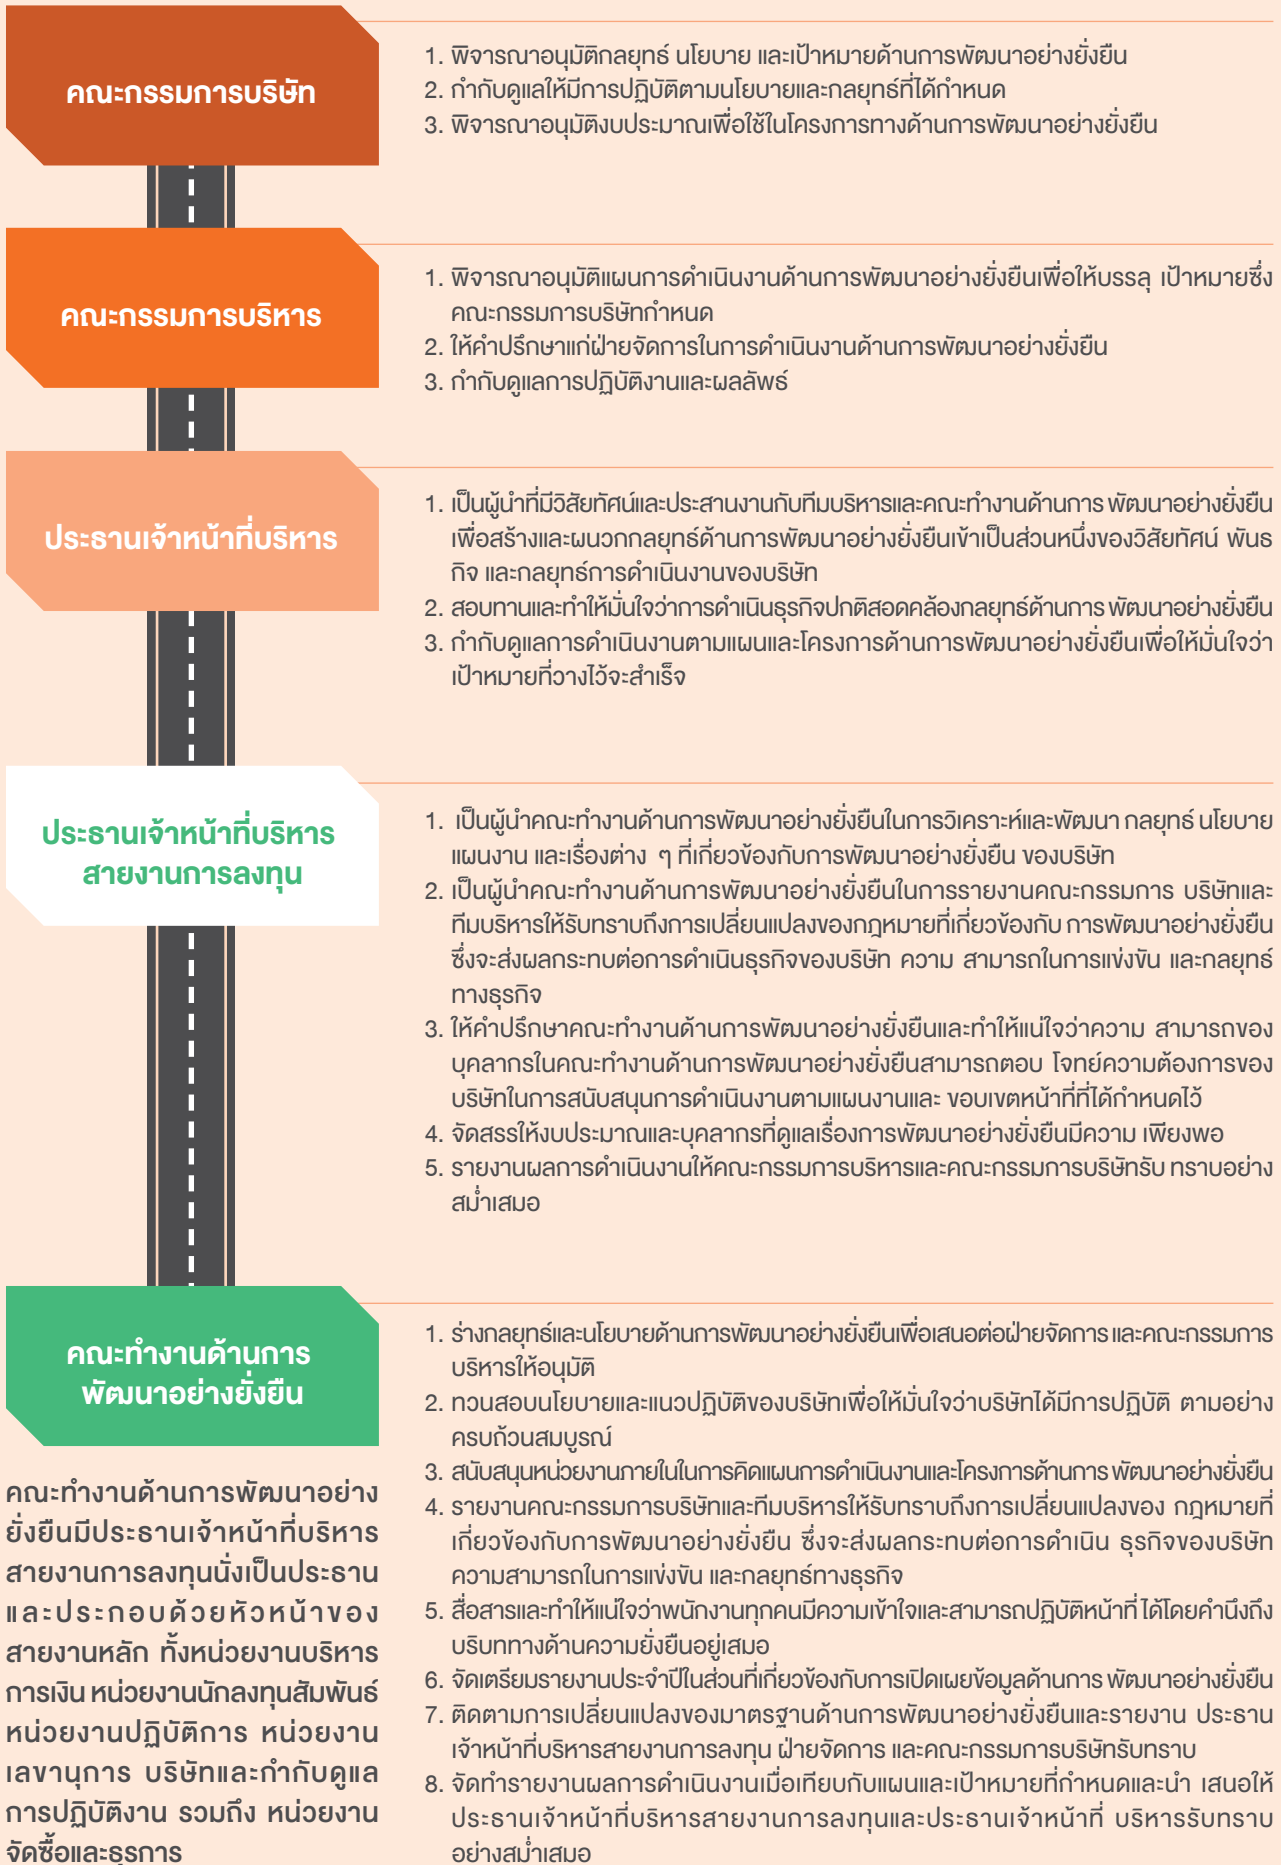 คณะกรรมการบริษัท
1. พิจารณาอนุมัติกลยุทธ์ นโยบาย และเป้าหมายด้านการพัฒนาอย่างยั่งยืน
2. กำกับดูแลให้มีการปฏิบัติตามนโยบายและกลยุทธ์ที่ได้กำหนด
3. พิจารณาอนุมัติงบประมาณเพื่อใช้ในโครงการทางด้านการพัฒนาอย่างยั่งยืน
คณะกรรมการบริหาร
1. พิจารณาอนุมัติแผนการดำเนินงานด้านการพัฒนาอย่างยั่งยืนเพื่อให้บรรลุ เป้าหมายซึ่ง
คณะกรรมการบริษัทกำหนด
2. ให้คำปรึกษาแก่ฝ่ายจัดการในการดำเนินงานด้านการพัฒนาอย่างยั่งยืน
3. กำกับดูแลการปฏิบัติงานและผลลัพธ์
ประธานเจ้าหน้าที่บริหาร
1. เป็นผู้นำที่มีวิสัยทัศน์และประสานงานกับทีมบริหารและคณะทำงานด้านการ พัฒนาอย่างยั่งยืน
เพื่อสร้างและผนวกกลยุทธ์ด้านการพัฒนาอย่างยั่งยืนเข้าเป็นส่วนหนึ่งของวิสัยทัศน์ พันธ
กิจ และกลยุทธ์การดำเนินงานของบริษัท
2. สอบทานและทำให้มั่นใจว่าการดำเนินธุรกิจปกติสอดคล้องกลยุทธ์ด้านการ พัฒนาอย่างยั่งยืน
3. กำกับดูแลการดำเนินงานตามแผนและโครงการด้านการพัฒนาอย่างยั่งยืนเพื่อให้มั่นใจว่า
เป้าหมายที่วางไว้จะสำเร็จ
ประธานเจ้าหน้าที่บริหาร
สายงานการลงทุน
1. เป็นผู้นำคณะทำงานด้านการพัฒนาอย่างยั่งยืนในการวิเคราะห์และพัฒนา กลยุทธ์ นโยบาย
แผนงาน และเรื่องต่าง ๆ ที่เกี่ยวข้องกับการพัฒนาอย่างยั่งยืน ของบริษัท
2. เป็นผู้นำคณะทำงานด้านการพัฒนาอย่างยั่งยืนในการรายงานคณะกรรมการ บริษัทและ
ทีมบริหารให้รับทราบถึงการเปลี่ยนแปลงของกฎหมายที่เกี่ยวข้องกับ การพัฒนาอย่างยั่งยืน
ซึ่งจะส่งผลกระทบต่อการดำเนินธุรกิจของบริษัท ความ สามารถในการแข่งขัน และกลยุทธ์
ทางธุรกิจ
3. ให้คำปรึกษาคณะทำงานด้านการพัฒนาอย่างยั่งยืนและทำให้แน่ใจว่าความ สามารถของ
บุคลากรในคณะทำงานด้านการพัฒนาอย่างยั่งยืนสามารถตอบ โจทย์ความต้องการของ
บริษัทในการสนับสนุนการดำเนินงานตามแผนงานและ ขอบเขตหน้าที่ที่ได้กำหนดไว้
4. จัดสรรให้งบประมาณและบุคลากรที่ดูแลเรื่องการพัฒนาอย่างยั่งยืนมีความ เพียงพอ
5. รายงานผลการดำเนินงานให้คณะกรรมการบริหารและคณะกรรมการบริษัทรับ ทราบอย่าง
สม่ำเสมอ
คณะทำงานด้านการ
พัฒนาอย่างยั่งยืน
คณะทำงานด้านการพัฒนาอย่าง
ยั่งยืนมีประธานเจ้าหน้าที่บริหาร
สายงานการลงทุนนั่งเป็นประธาน
และประกอบด้วยหัวหน้าของ
สายงานหลัก ทั้งหน่วยงานบริหาร
การเงิน หน่วยงานนักลงทุนสัมพันธ์
หน่วยงานปฏิบัติการ หน่วยงาน
เลขานุการ บริษัทและกำกับดูแล
การปฏิบัติงาน รวมถึง หน่วยงาน
จัดซื้อและธุรการ
1. ร่างกลยุทธ์และนโยบายด้านการพัฒนาอย่างยั่งยืนเพื่อเสนอต่อฝ่ายจัดการ และคณะกรรมการ
บริหารให้อนุมัติ
2. ทวนสอบนโยบายและแนวปฏิบัติของบริษัทเพื่อให้มั่นใจว่าบริษัทได้มีการปฏิบัติ ตามอย่าง
ครบถ้วนสมบูรณ์
3. สนับสนุนหน่วยงานภายในในการคิดแผนการดำเนินงานและโครงการด้านการ พัฒนาอย่างยั่งยืน
4. รายงานคณะกรรมการบริษัทและทีมบริหารให้รับทราบถึงการเปลี่ยนแปลงของ กฎหมายที่
เกี่ยวข้องกับการพัฒนาอย่างยั่งยืน ซึ่งจะส่งผลกระทบต่อการดำเนิน ธุรกิจของบริษัท
ความสามารถในการแข่งขัน และกลยุทธ์ทางธุรกิจ
5. สื่อสารและทำให้แน่ใจว่าพนักงานทุกคนมีความเข้าใจและสามารถปฏิบัติหน้าที่ ได้โดยคำนึงถึง
บริบททางด้านความยั่งยืนอยู่เสมอ
6. จัดเตรียมรายงานประจำปีในส่วนที่เกี่ยวข้องกับการเปิดเผยข้อมูลด้านการ พัฒนาอย่างยั่งยืน
7. ติดตามการเปลี่ยนแปลงของมาตรฐานด้านการพัฒนาอย่างยั่งยืนและรายงาน ประธาน
เจ้าหน้าที่บริหารสายงานการลงทุน ฝ่ายจัดการ และคณะกรรมการบริษัทรับทราบ
8. จัดทำรายงานผลการดำเนินงานเมื่อเทียบกับแผนและเป้าหมายที่กำหนดและนำ เสนอให้
ประธานเจ้าหน้าที่บริหารสายงานการลงทุนและประธานเจ้าหน้าที่ บริหารรับทราบ
อย่างสม่ำเสมอ